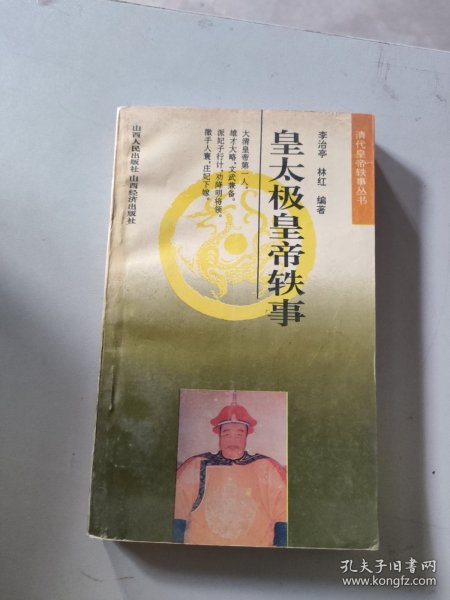 清代皇帝轶事丛书
李治亭 林红 编著
皇太极皇帝轶事
大清皇帝第一人，
雄才大略、文武兼备。
派妃子行计，劝降明将领。
撒手人寰，庄妃下嫁。
山西人民出版社 山西经济出版社
孔夫子旧书网
www.kongfz.com